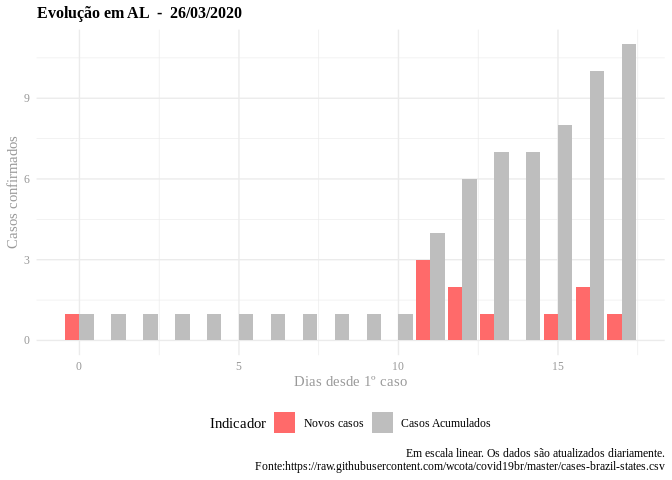 Evolução em AL  -  26/03/2020
Casos confirmados
9
6
3
0
0 5 10 15
Dias desde 1º caso
Indicador Novos casos Casos Acumulados
Em escala linear. Os dados são atualizados diariamente.
Fonte:https://raw.githubusercontent.com/wcota/covid19br/master/cases-brazil-states.csv